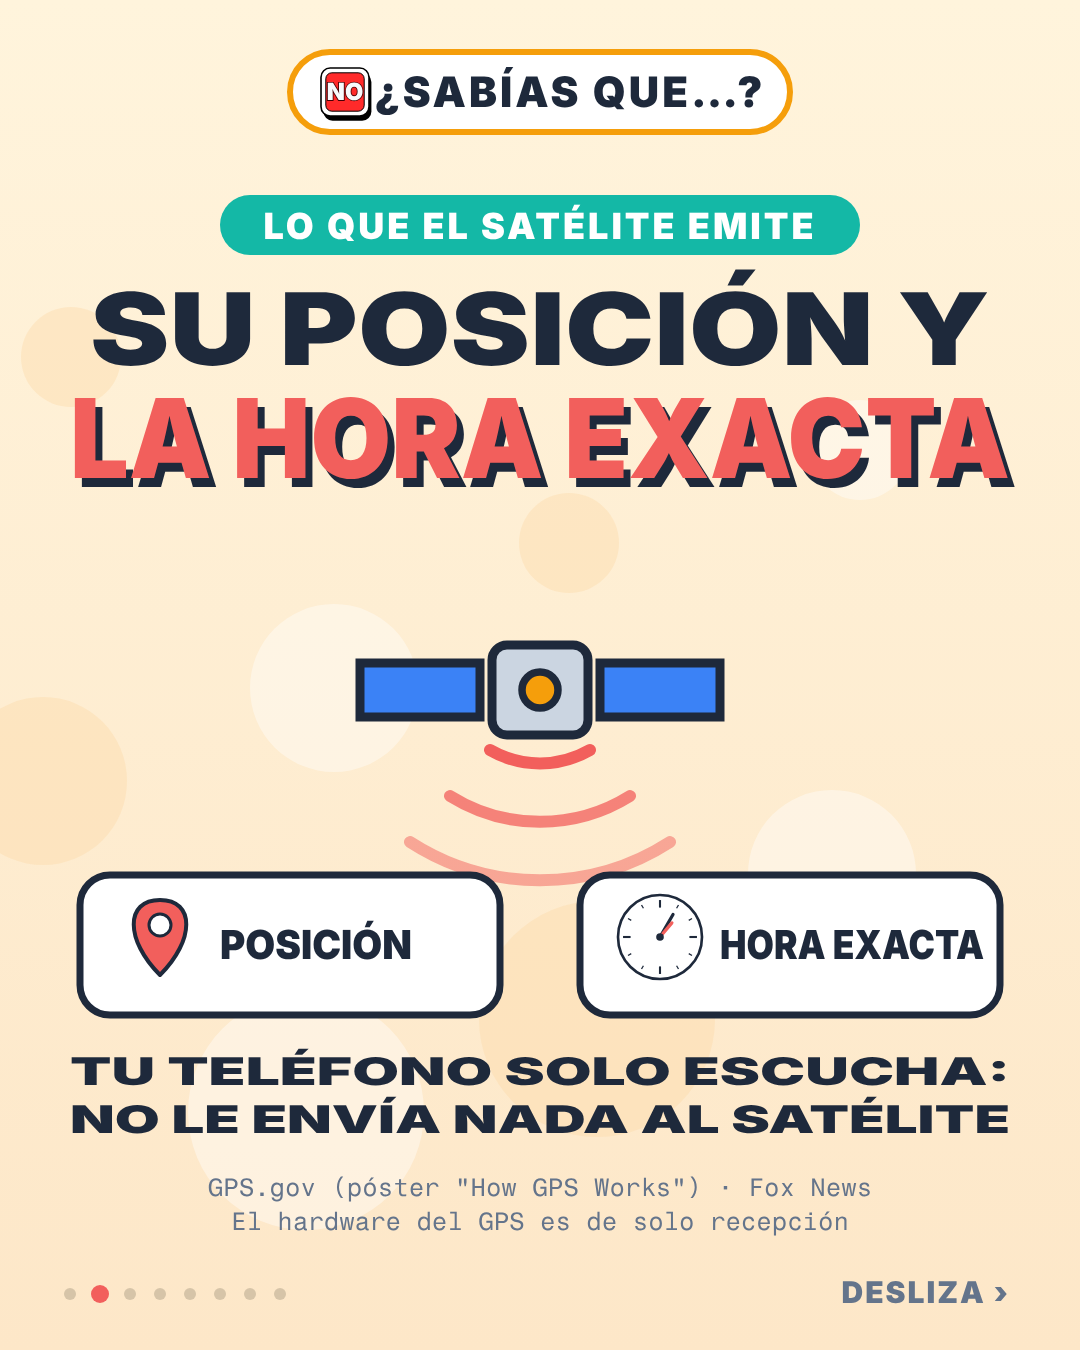 NO ¿SABÍAS QUE...?
LO QUE EL SATÉLITE EMITE
SU POSICIÓN Y
LA HORA EXACTA
POSICIÓN
HORA EXACTA
TU TELÉFONO SOLO ESCUCHA:
NO LE ENVÍA NADA AL SATÉLITE
GPS.gov (póster "How GPS Works") · Fox News
El hardware del GPS es de solo recepción
DESLIZA ›